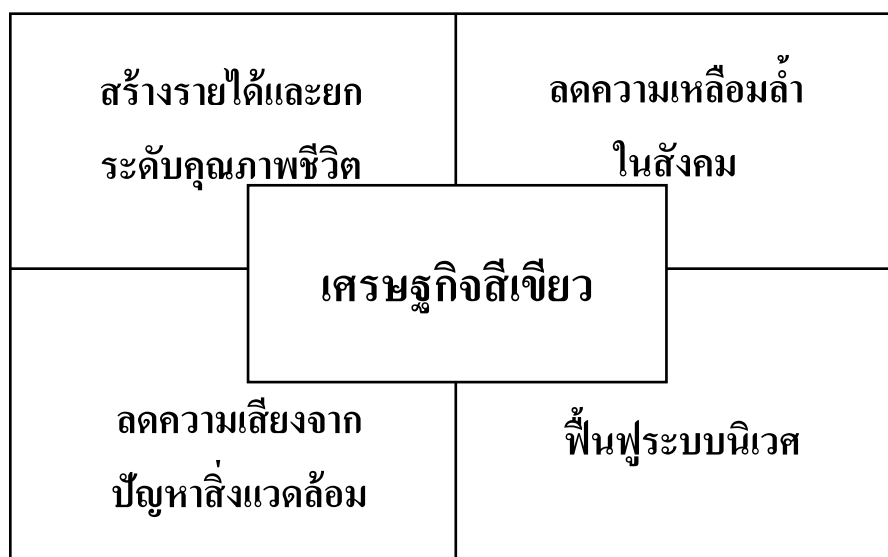 สร้างรายได้และยก
ระดับคุณภาพชีวิต
ลดความเหลือมล้ำ
ในสังคม
เศรษฐกิจสีเขียว
ลดความเสียงจาก
ปัญหาสิ่งแวดล้อม
ฟื้นฟูระบบนิเวศ